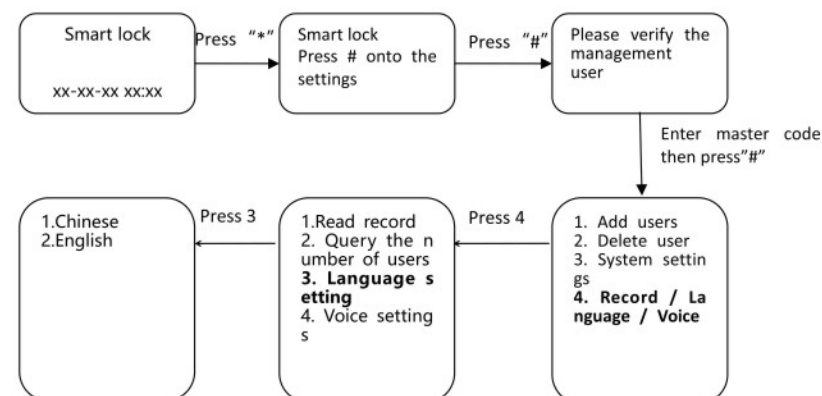 Smart lock
xx-xx-xx xx:xx
Press "*"
Smart lock
Press # onto the
settings
Press "#"
Please verify the
management
user
Enter master code
then press"#"
1. Add users
2. Delete user
3. System settin
gs
4. Record / La
nguage / Voice
Press 4
1.Read record
2. Query the n
umber of users
3. Language s
etting
4. Voice setting
s
Press 3
1.Chinese
2.English